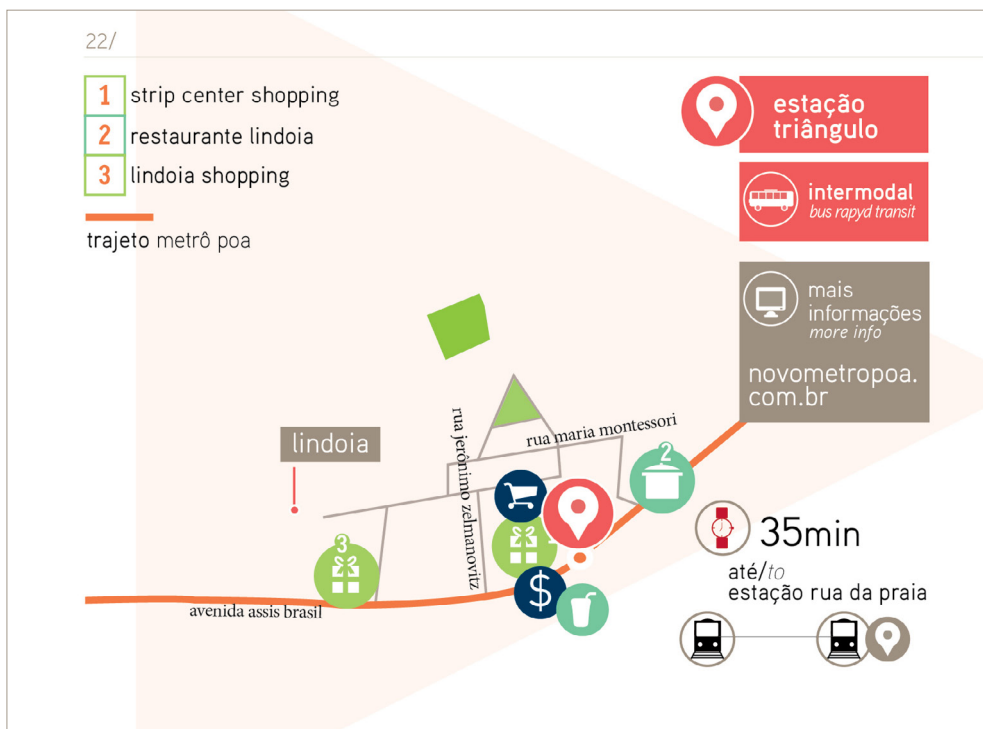 22/
1 strip center shopping
2 restaurante lindoia
3 lindoia shopping
trajeto metrô poa
estação
triângulo
intermodal
bus rapyd transit
mais
informações
more info
novometropoa.
com.br
lindoia
rua jerônimo zelmanovitz
rua maria montessori
2
3
$
avenida assis brasil
35min
até/to
estação rua da praia